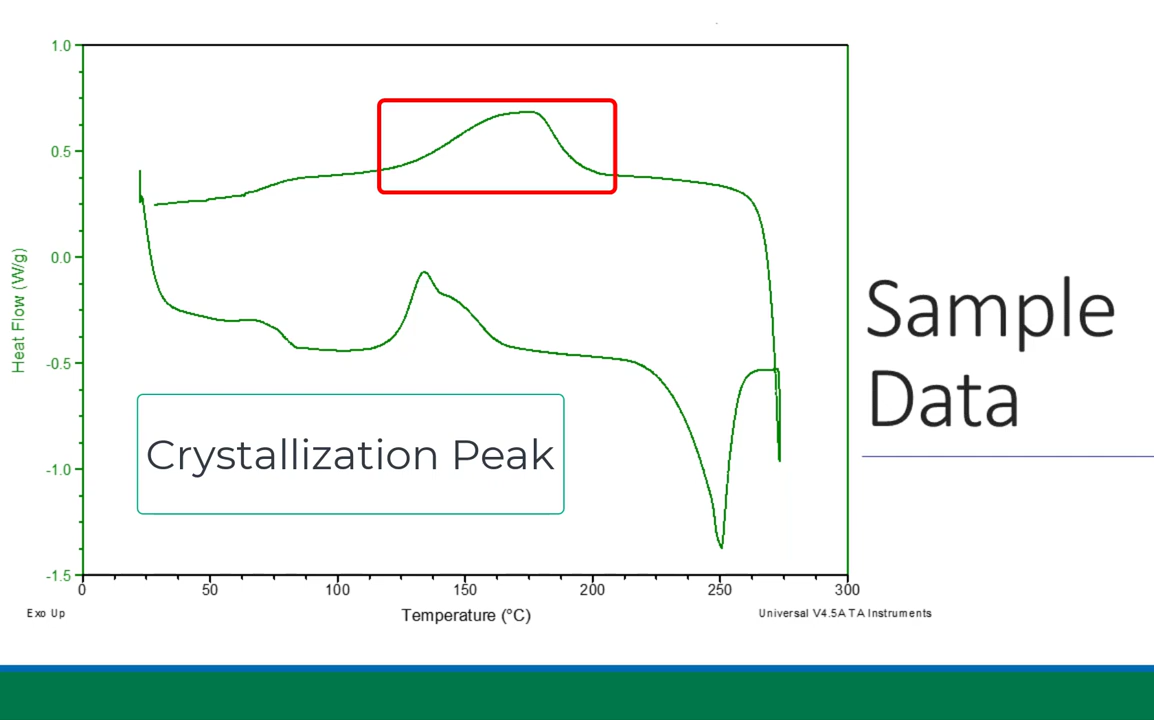 1.0
0.5
0.0
-0.5
-1.0
-1.5
Heat Flow (W/g)
Crystallization Peak
0 50 100 150 200 250 300
Exo Up
Temperature (°C)
Universal V4.5A TA Instruments
Sample
Data